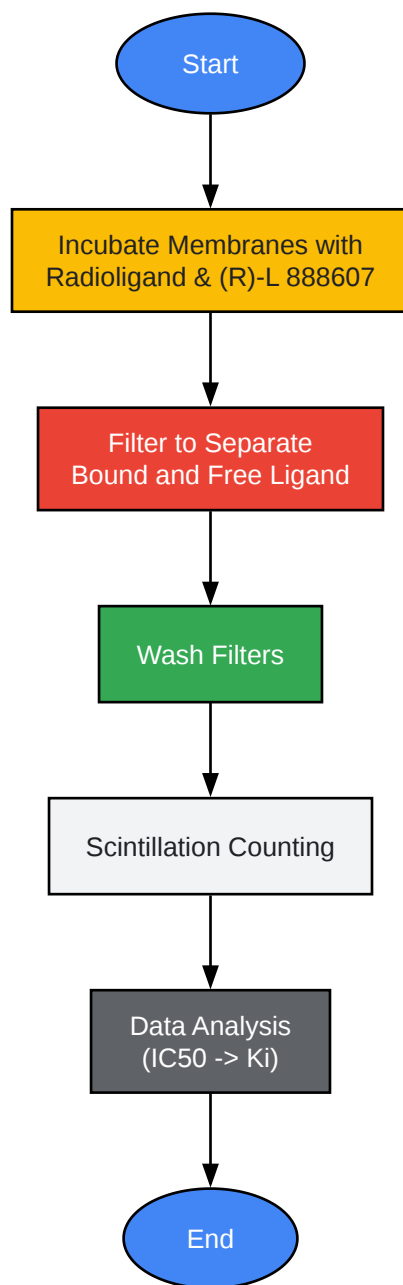 Start
Incubate Membranes with
Radioligand & (R)-L 888607
Filter to Separate
Bound and Free Ligand
Wash Filters
Scintillation Counting
Data Analysis
(IC50 -> Ki)
End